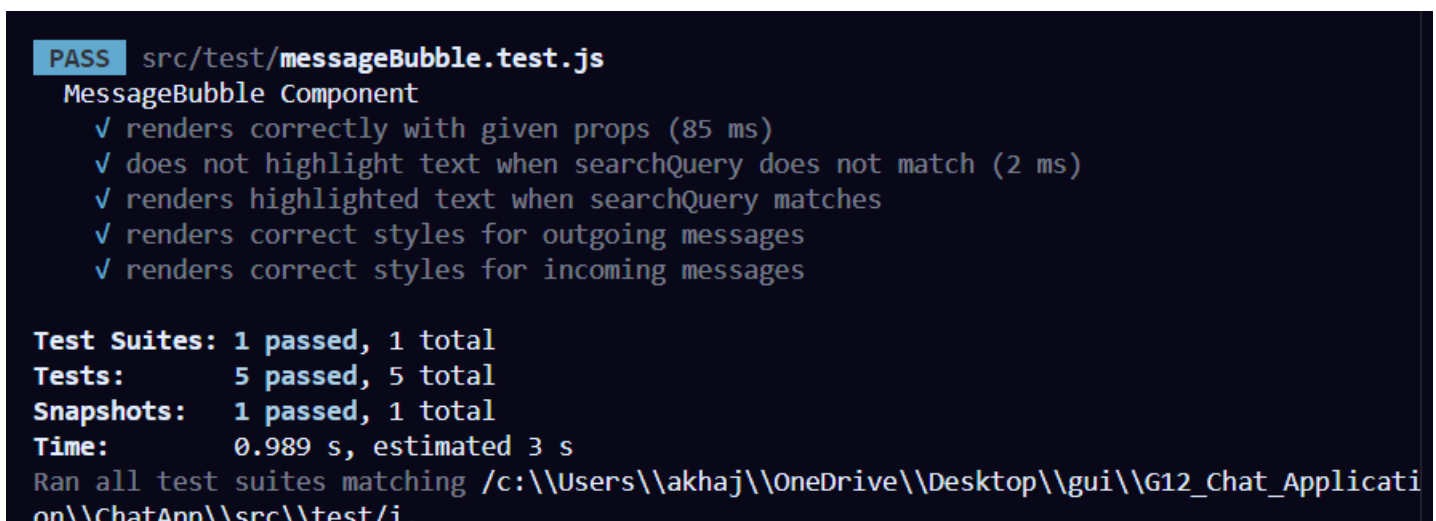 PASS src/test/messageBubble.test.js
MessageBubble Component
√ renders correctly with given props (85 ms)
√ does not highlight text when searchQuery does not match (2 ms)
√ renders highlighted text when searchQuery matches
√ renders correct styles for outgoing messages
√ renders correct styles for incoming messages
Test Suites: 1 passed, 1 total
Tests: 5 passed, 5 total
Snapshots: 1 passed, 1 total
Time: 0.989 s, estimated 3 s
Ran all test suites matching /c:\\Users\\akhaj\\OneDrive\\Desktop\\gui\\G12_Chat_Applicati
on\\ChatApp\\src\\test/i